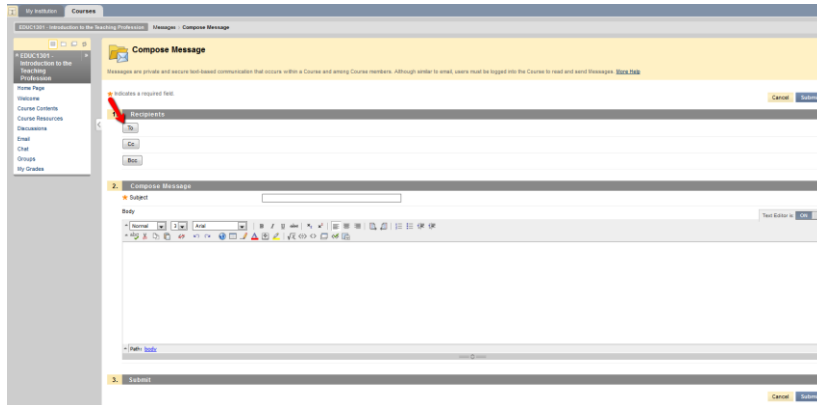 My Institution Courses
EDUC1301 - Introduction to the Teaching Profession Messages Compose Message
EDUC1301 -
Introduction to the
Teaching
Profession
Home Page
Welcome
Course Contents
Course Resources
Discussions
Email
Chat
Groups
My Grades
Compose Message
Messages are private and secure text-based communication that occurs within a Course and among Course members. Although similar to email, users must be logged into the Course to read and send Messages. More Help
Indicates a required field.
Cancel Submit
1. Recipients
To
Cc
Bcc
2. Compose Message
Subject
Body
Text Editor is ON
Normal 3 Arial
Path: body
3. Submit
Cancel Submit